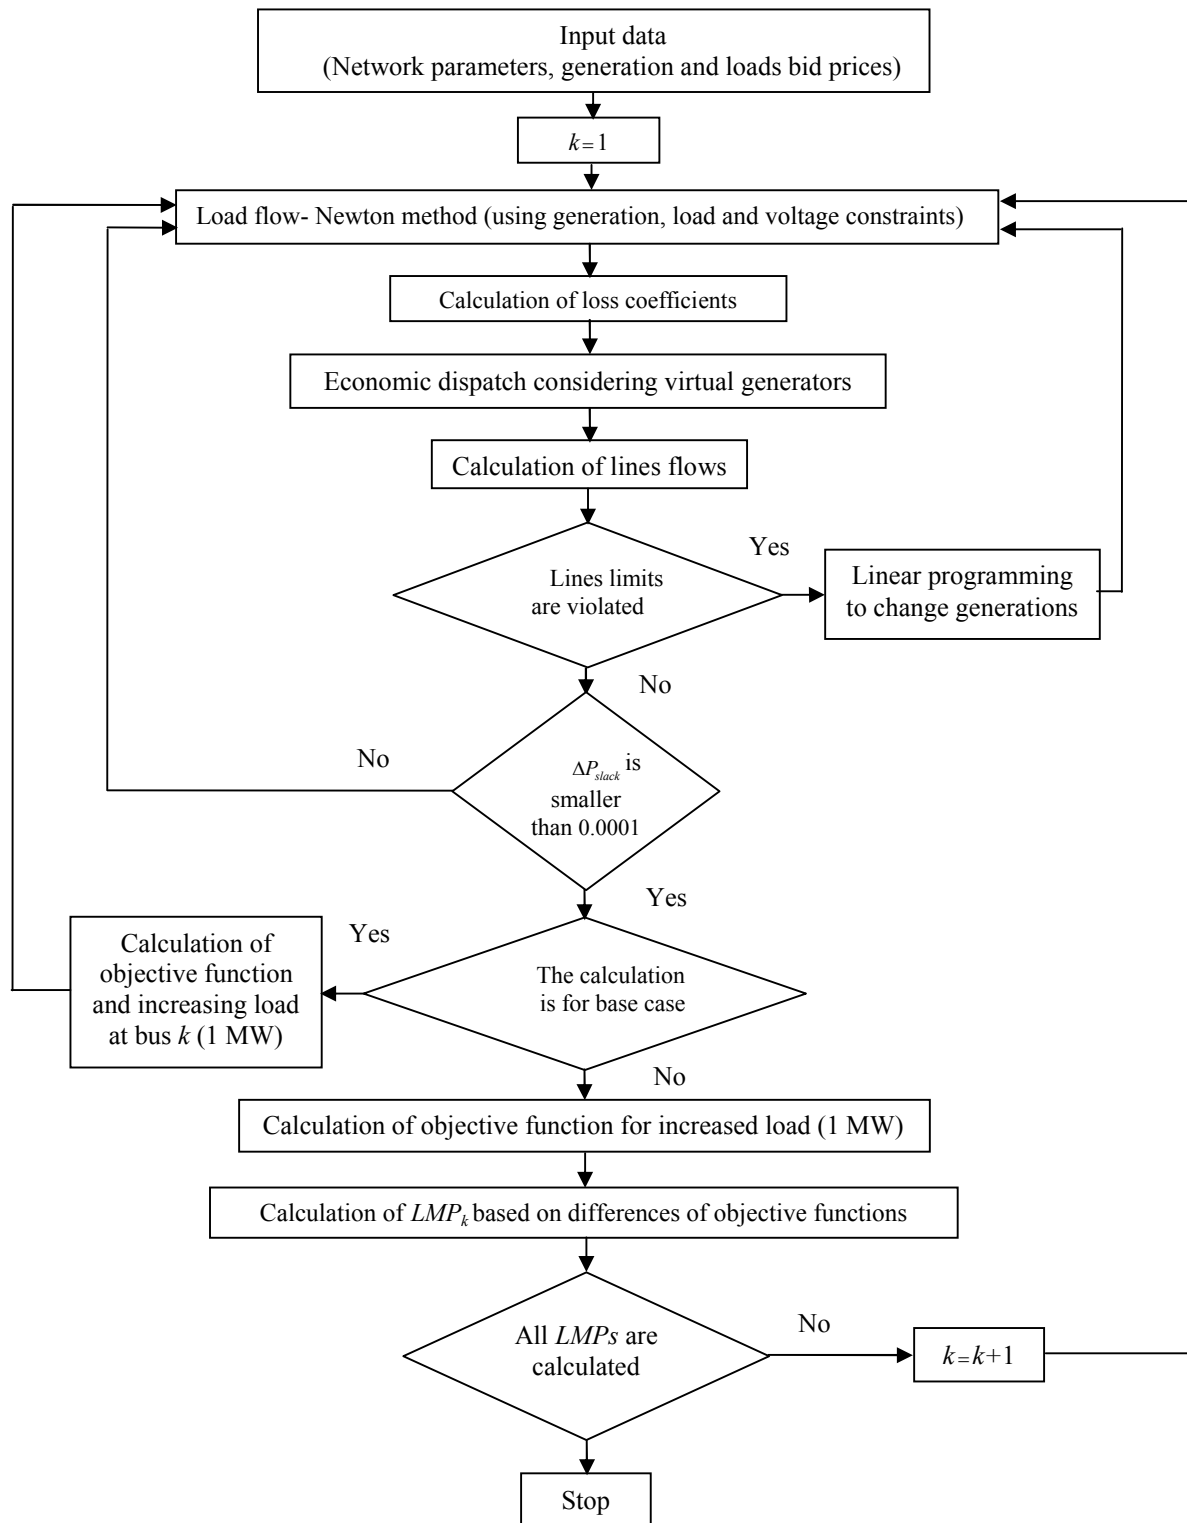 Input data
(Network parameters, generation and loads bid prices)
k=1
Load flow- Newton method (using generation, load and voltage constraints)
Calculation of loss coefficients
Economic dispatch considering virtual generators
Calculation of lines flows
Lines limits
are violated
Yes
Linear programming
to change generations
No
ΔP_slack is
smaller
than 0.0001
No
Yes
The calculation
is for base case
Yes
Calculation of
objective function
and increasing load
at bus k (1 MW)
No
Calculation of objective function for increased load (1 MW)
Calculation of LMP_k based on differences of objective functions
All LMPs are
calculated
No
k=k+1
Stop